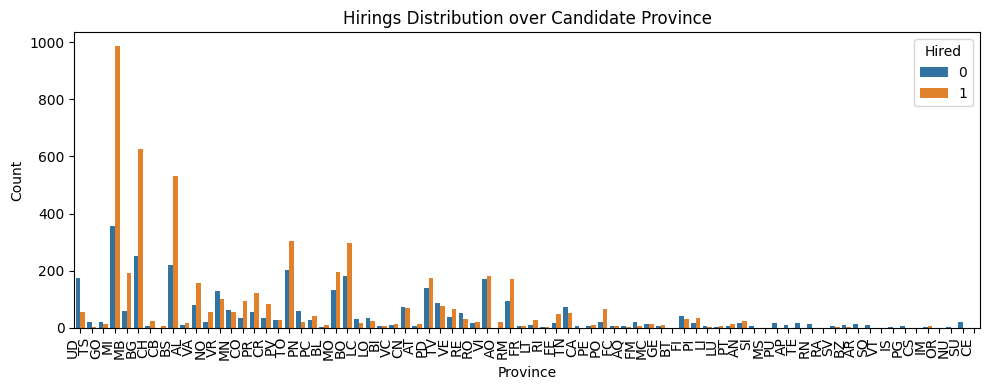 Hirings Distribution over Candidate Province
Hired
0
1
Count
1000
800
600
400
200
0
UD TS GO MI MB BG CH CB BS AL VA NO VR MN CO PR CR PV TO PN PC BL MO BO LC LO BI VC CN AT PD TV VE RE RO VI AO RM FR LT RI FE TN CA PE PO FC AQ FM MC GE BT FI PI LI LU PT AN SI MS PU AP TE RN RA SV BZ AR SO VT IS PG CS IM OR NU SU CE
Province